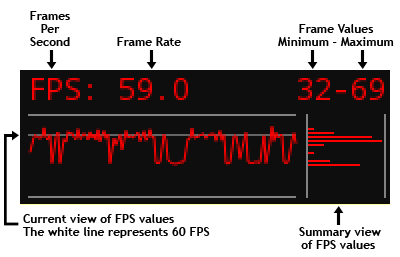 Frames
Per
Second
Frame Rate
Frame Values
Minimum - Maximum
FPS: 59.0
32-69
Current view of FPS values
The white line represents 60 FPS
Summary view
of FPS values